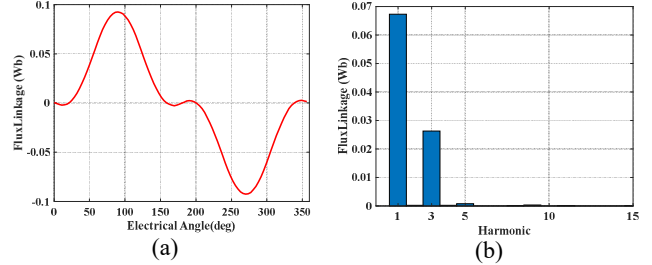 0.1
0.05
0
-0.05
-0.1
FluxLinkage (Wb)
0 50 100 150 200 250 300 350
Electrical Angle(deg)
(a)
0.07
0.06
0.05
0.04
0.03
0.02
0.01
0
FluxLinkage (Wb)
1 3 5 10 15
Harmonic
(b)